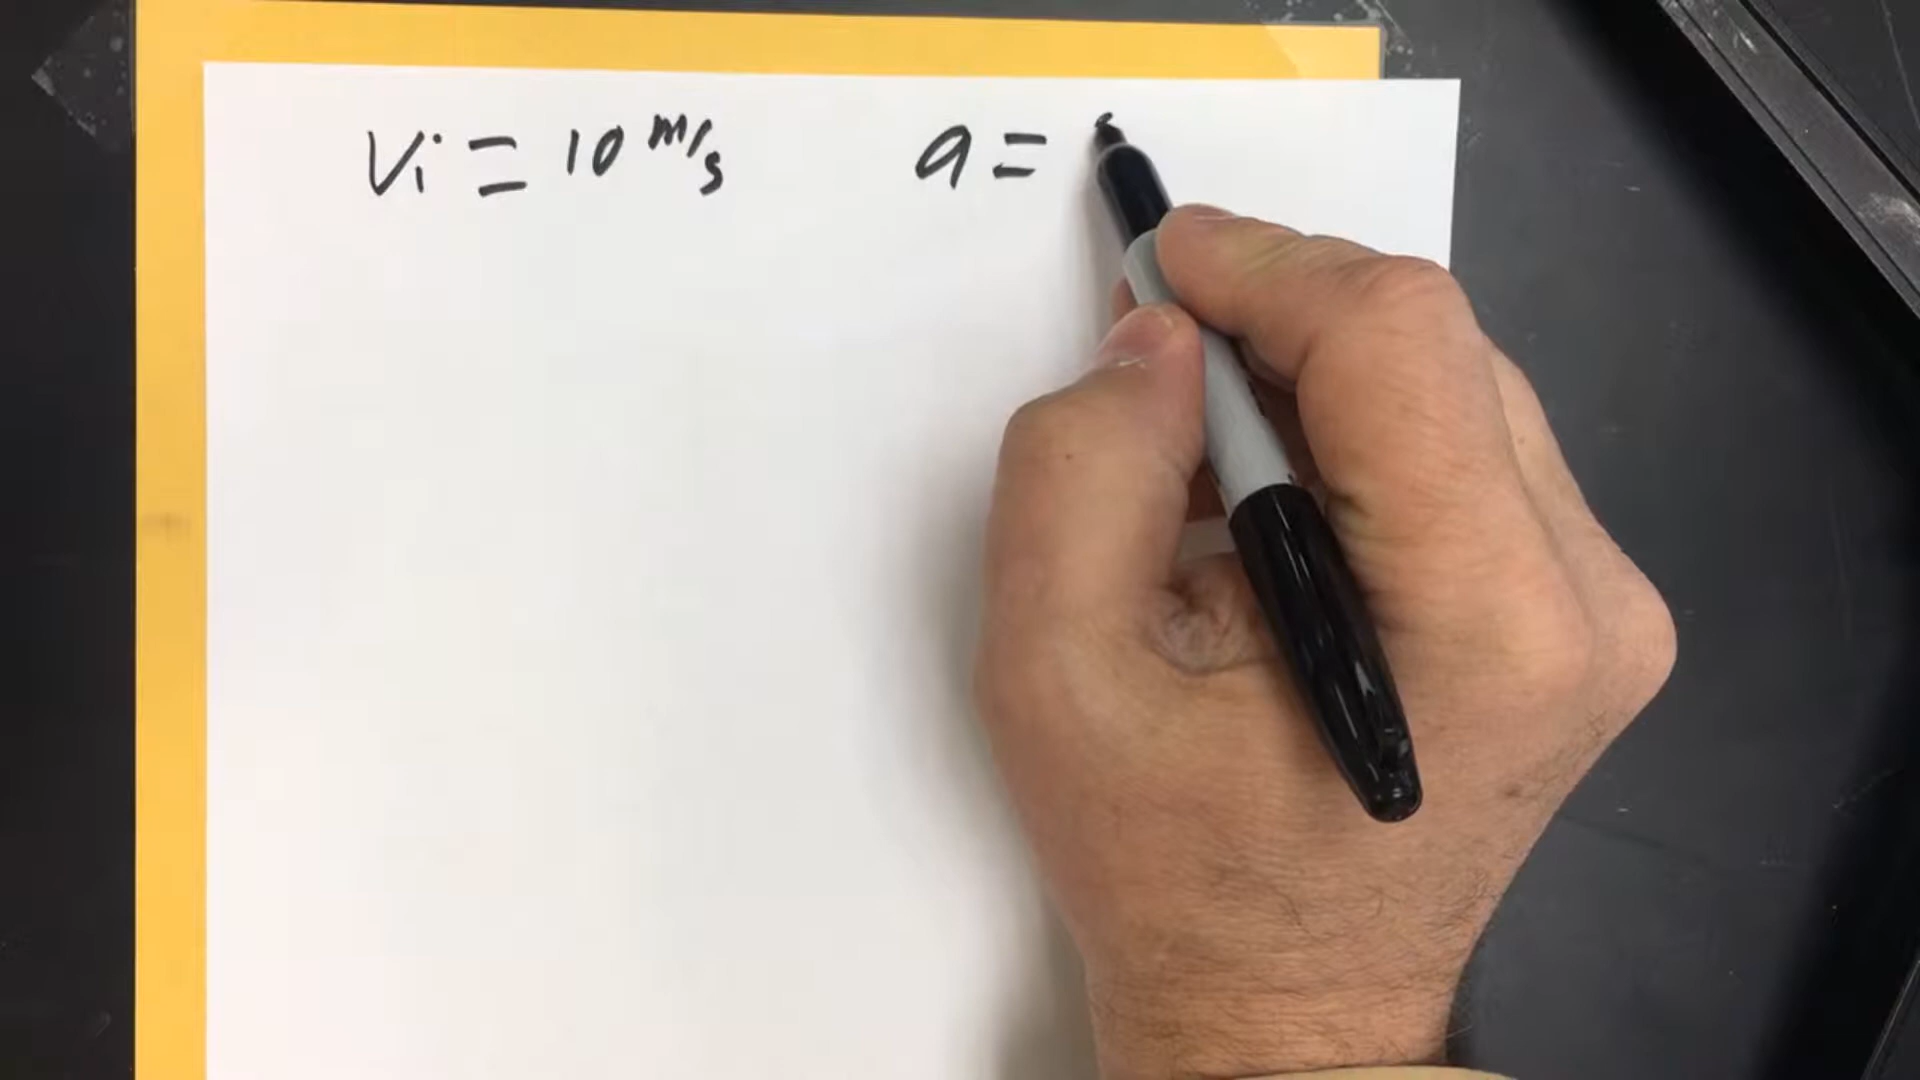 Vi = 10 m/s a =